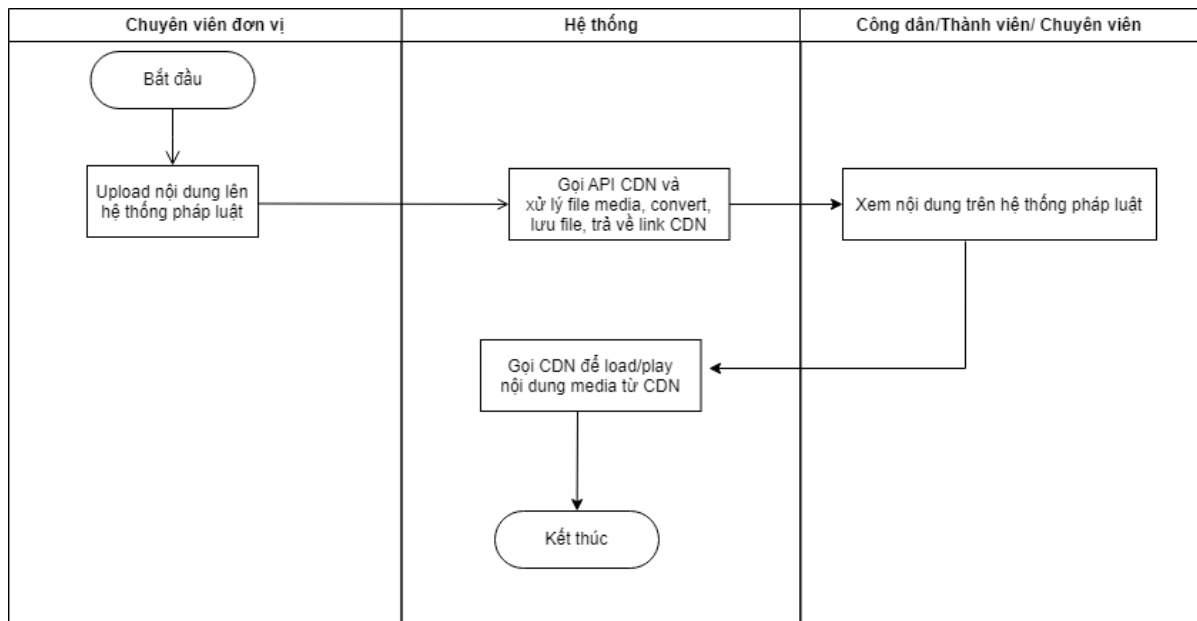 Chuyên viên đơn vị
Hệ thống
Công dân/Thành viên/ Chuyên viên
Bắt đầu
Upload nội dung lên
hệ thống pháp luật
Gọi API CDN và
xử lý file media, convert,
lưu file, trả về link CDN
Xem nội dung trên hệ thống pháp luật
Gọi CDN để load/play
nội dung media từ CDN
Kết thúc